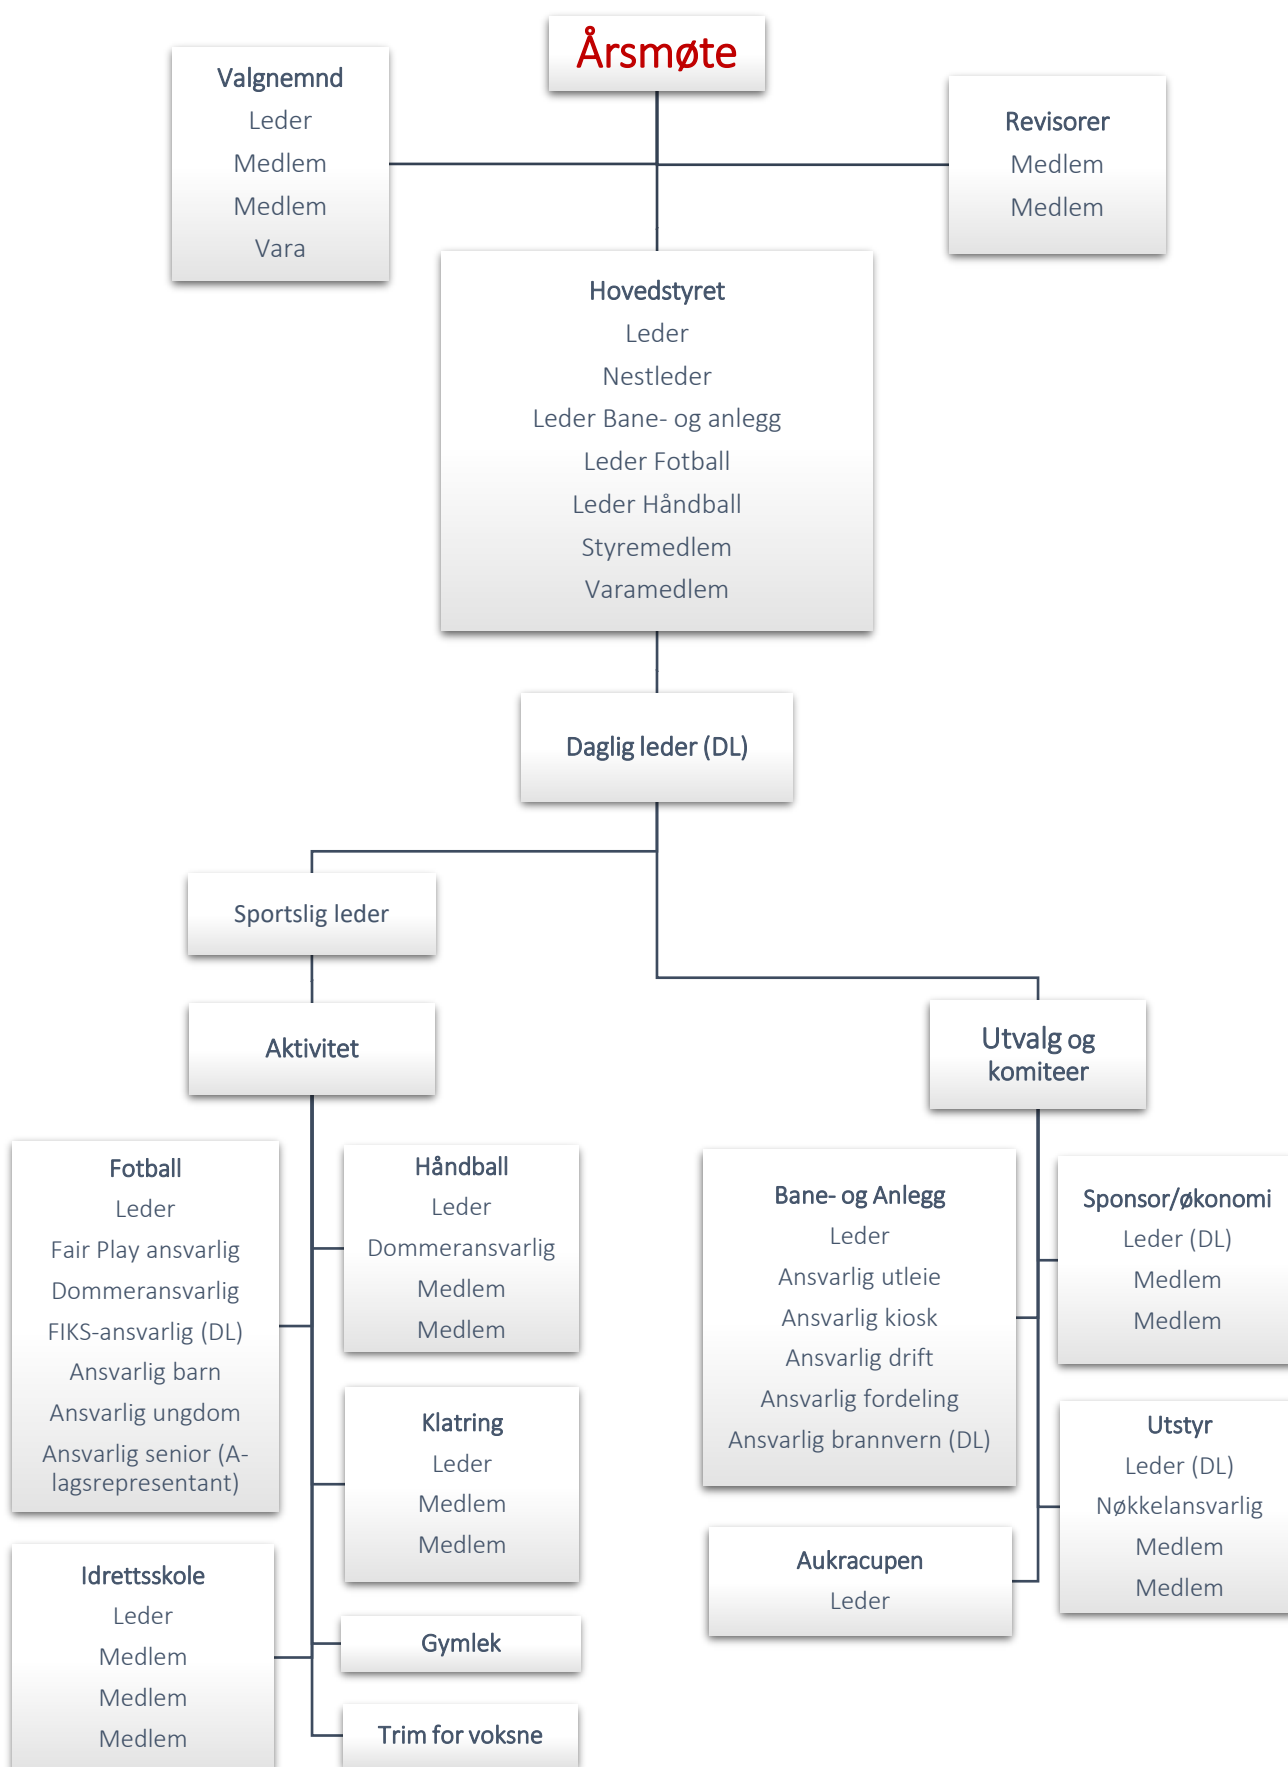 Årsmøte
Valgnemnd
Leder
Medlem
Medlem
Vara
Revisorer
Medlem
Medlem
Hovedstyret
Leder
Nestleder
Leder Bane- og anlegg
Leder Fotball
Leder Håndball
Styremedlem
Varamedlem
Daglig leder (DL)
Sportslig leder
Aktivitet
Fotball
Leder
Fair Play ansvarlig
Dommeransvarlig
FIKS-ansvarlig (DL)
Ansvarlig barn
Ansvarlig ungdom
Ansvarlig senior (A-
lagsrepresentant)
Håndball
Leder
Dommeransvarlig
Medlem
Medlem
Klatring
Leder
Medlem
Medlem
Idrettsskole
Leder
Medlem
Medlem
Medlem
Gymlek
Trim for voksne
Utvalg og
komiteer
Bane- og Anlegg
Leder
Ansvarlig utleie
Ansvarlig kiosk
Ansvarlig drift
Ansvarlig fordeling
Ansvarlig brannvern (DL)
Sponsor/økonomi
Leder (DL)
Medlem
Medlem
Utstyr
Leder (DL)
Nøkkelansvarlig
Medlem
Medlem
Aukracupen
Leder